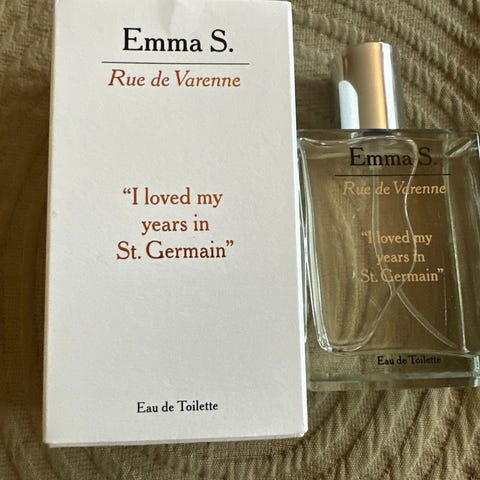 Emma S.
Rue de Varenne
“I loved my
years in
St. Germain”
Eau de Toilette
Emma S.
Rue de Varenne
“I loved my
years in
St. Germain”
Eau de Toilette